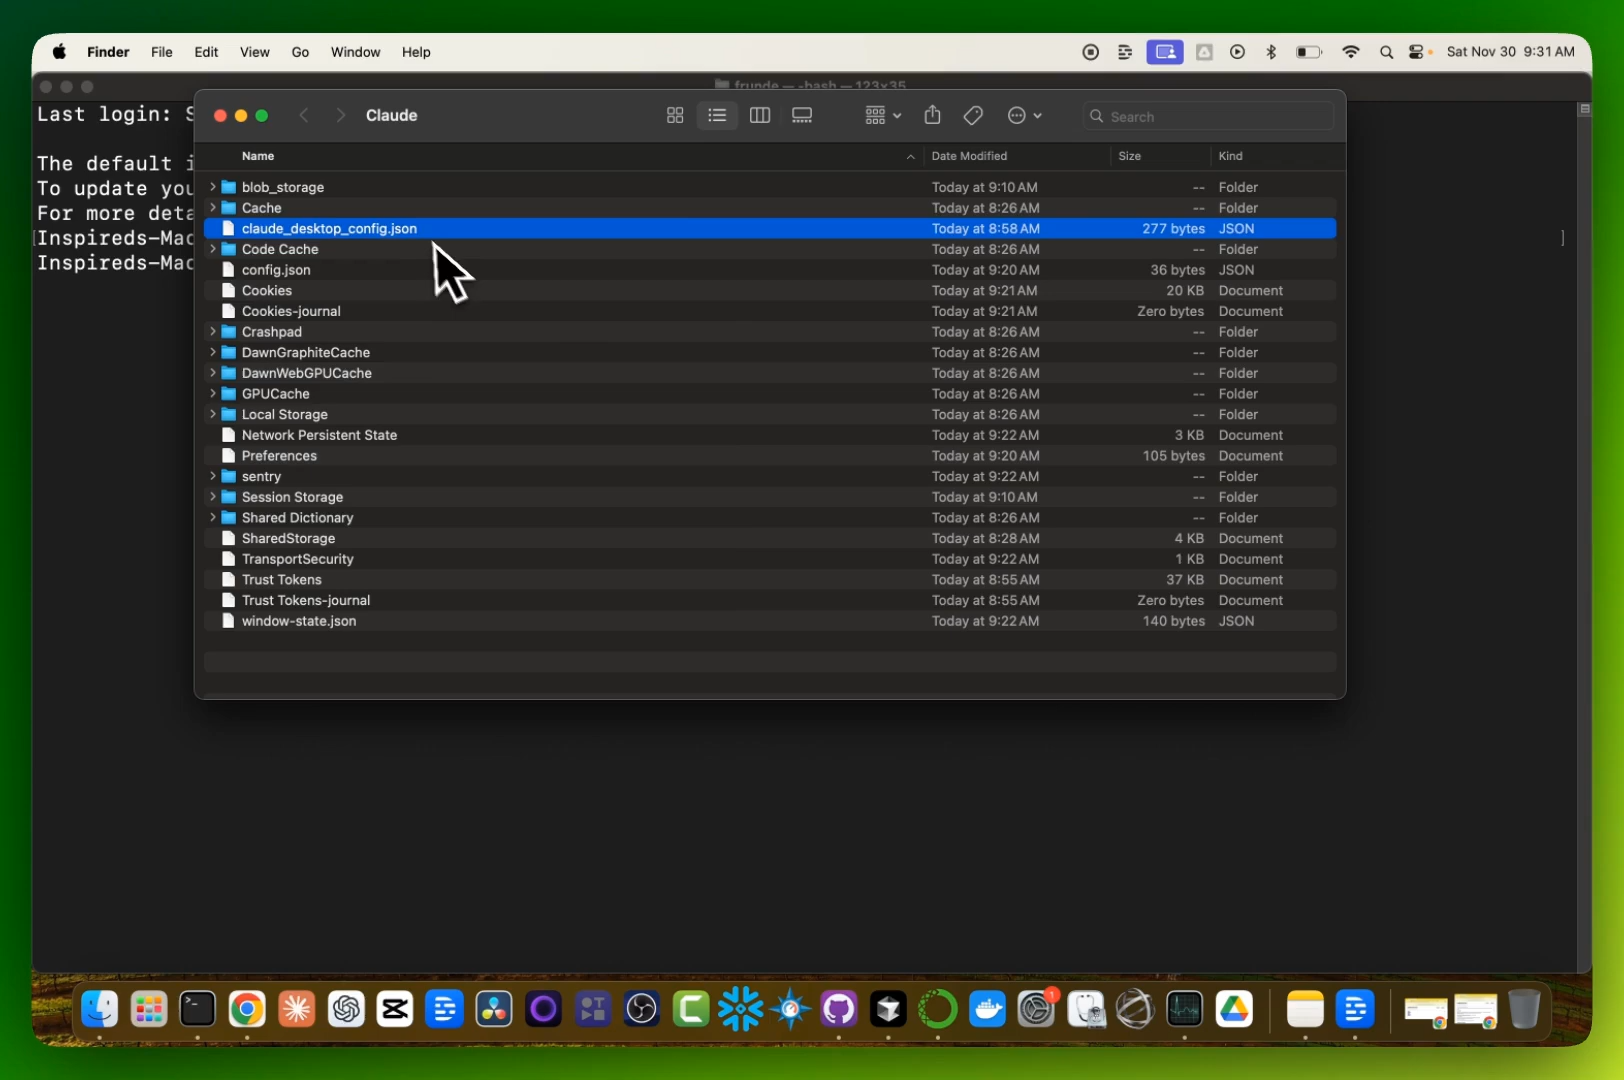 Finder File Edit View Go Window Help Sat Nov 30 9:31 AM
frunde — -bash — 123×35
Last login: S
The default i
To update you
For more deta
[Inspireds-Mac ]
Inspireds-Mac
Claude Search
Name Date Modified Size Kind
blob_storage Today at 9:10 AM -- Folder
Cache Today at 8:26 AM -- Folder
claude_desktop_config.json Today at 8:58 AM 277 bytes JSON
Code Cache Today at 8:26 AM -- Folder
config.json Today at 9:20 AM 36 bytes JSON
Cookies Today at 9:21 AM 20 KB Document
Cookies-journal Today at 9:21 AM Zero bytes Document
Crashpad Today at 8:26 AM -- Folder
DawnGraphiteCache Today at 8:26 AM -- Folder
DawnWebGPUCache Today at 8:26 AM -- Folder
GPUCache Today at 8:26 AM -- Folder
Local Storage Today at 8:26 AM -- Folder
Network Persistent State Today at 9:22 AM 3 KB Document
Preferences Today at 9:20 AM 105 bytes Document
sentry Today at 9:22 AM -- Folder
Session Storage Today at 9:10 AM -- Folder
Shared Dictionary Today at 8:26 AM -- Folder
SharedStorage Today at 8:28 AM 4 KB Document
TransportSecurity Today at 9:22 AM 1 KB Document
Trust Tokens Today at 8:55 AM 37 KB Document
Trust Tokens-journal Today at 8:55 AM Zero bytes Document
window-state.json Today at 9:22 AM 140 bytes JSON
1